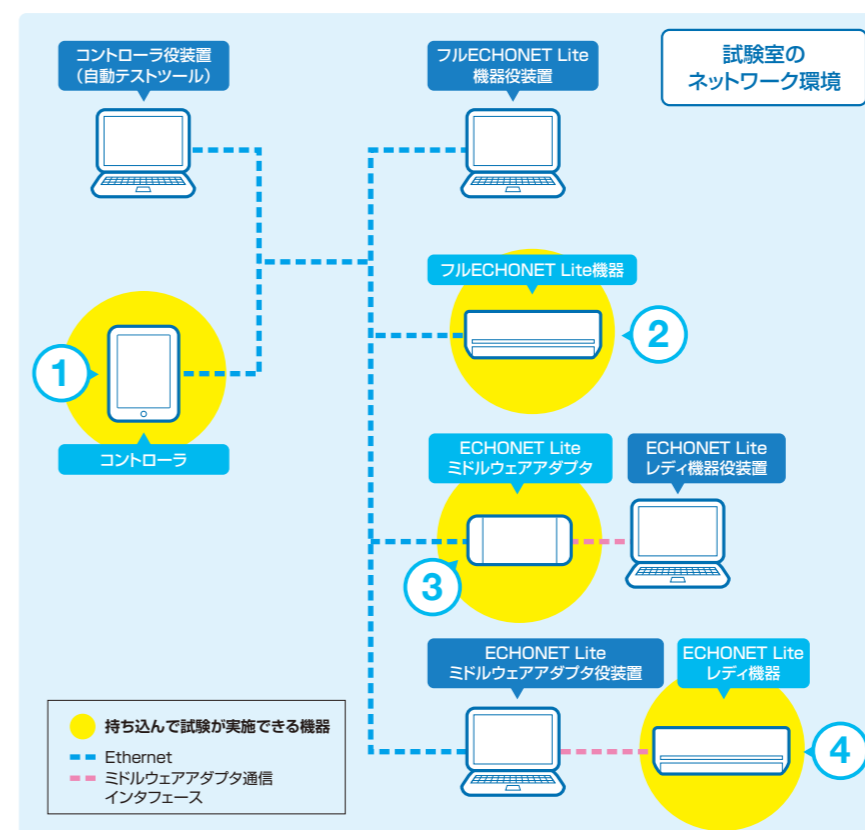 コントローラ役装置
（自動テストツール）
フルECHONET Lite
機器役装置
試験室の
ネットワーク環境
フルECHONET Lite機器
1
2
コントローラ
ECHONET Lite
ミドルウェアアダプタ
ECHONET Lite
レディ機器役装置
3
ECHONET Lite
ミドルウェアアダプタ役装置
ECHONET Lite
レディ機器
4
持ち込んで試験が実施できる機器
Ethernet
ミドルウェアアダプタ通信
インタフェース